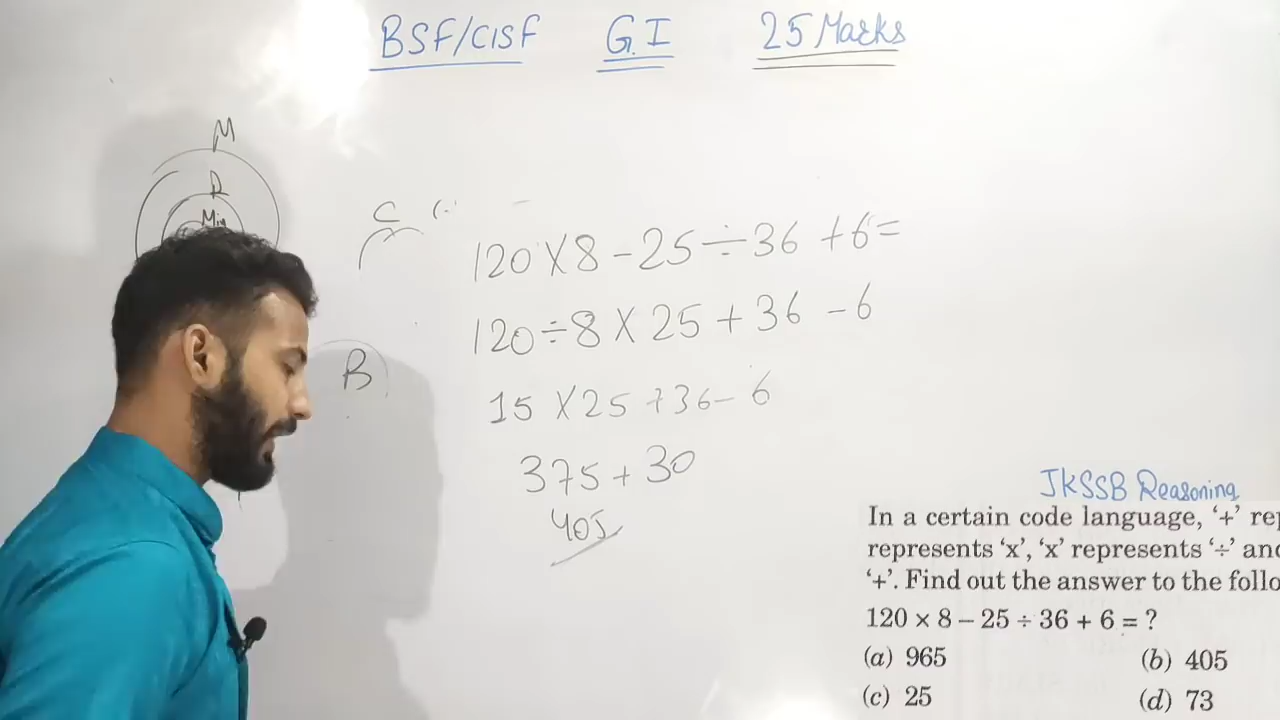 BSF/CISF G.I 25 Marks
M
D
Min
C
120 X 8 - 25 ÷ 36 + 6 =
120 ÷ 8 X 25 + 36 - 6
B
15 X 25 + 36 - 6
375 + 30
405
JKSSB Reasoning
In a certain code language, ‘+’ rep
represents ‘x’, ‘x’ represents ‘÷’ and
‘+’. Find out the answer to the follo
120 × 8 – 25 ÷ 36 + 6 = ?
(a) 965 (b) 405
(c) 25 (d) 73